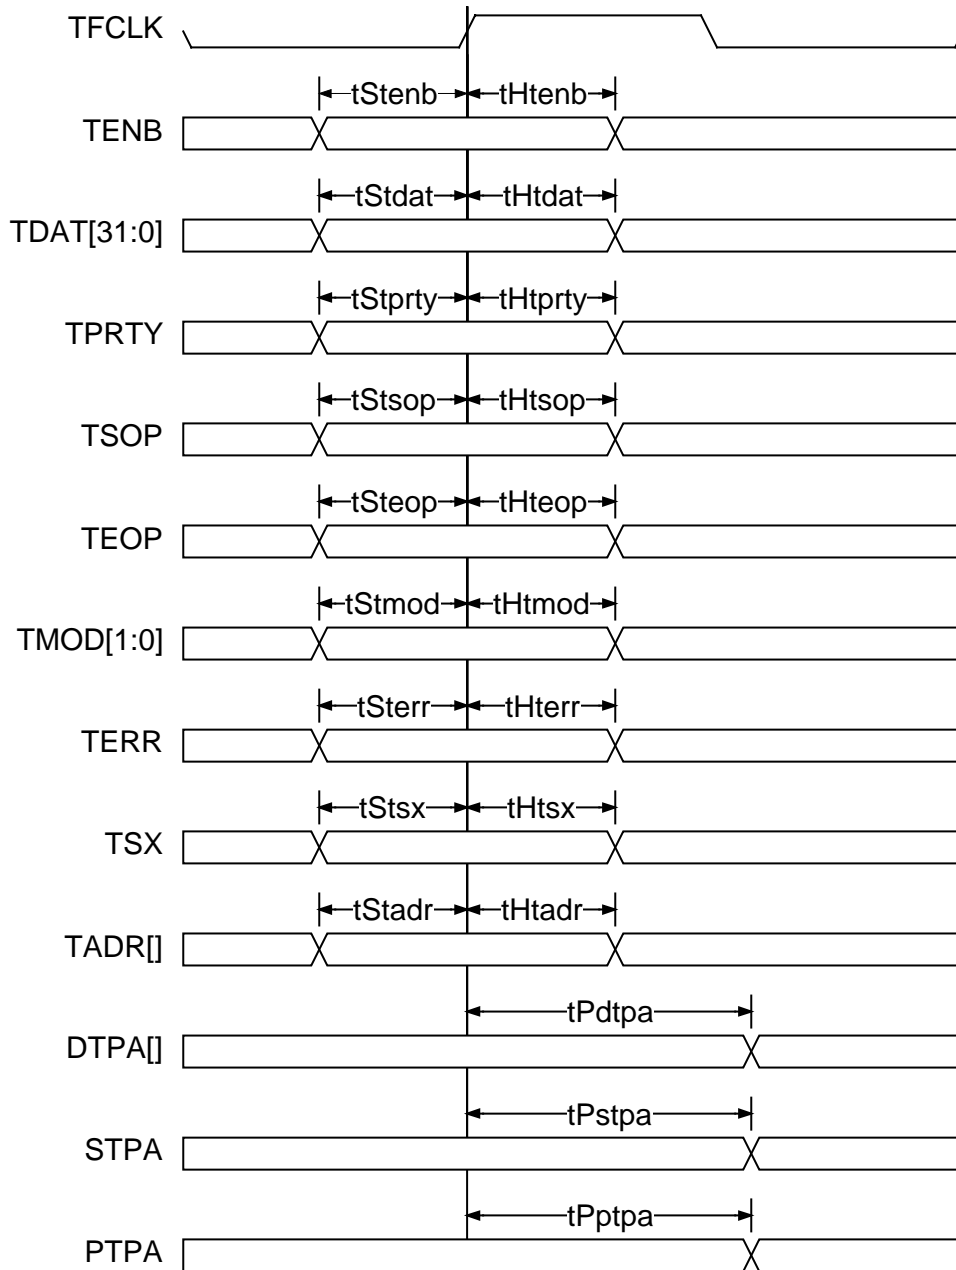 TFCLK
tStenb tHtenb
TENB
tStdat tHtdat
TDAT[31:0]
tStprty tHtprty
TPRTY
tStsop tHtsop
TSOP
tSteop tHteop
TEOP
tStmod tHtmod
TMOD[1:0]
tSterr tHterr
TERR
tStsx tHtsx
TSX
tStadr tHtadr
TADR[]
tPdtpa
DTPA[]
tPstpa
STPA
tPptpa
PTPA